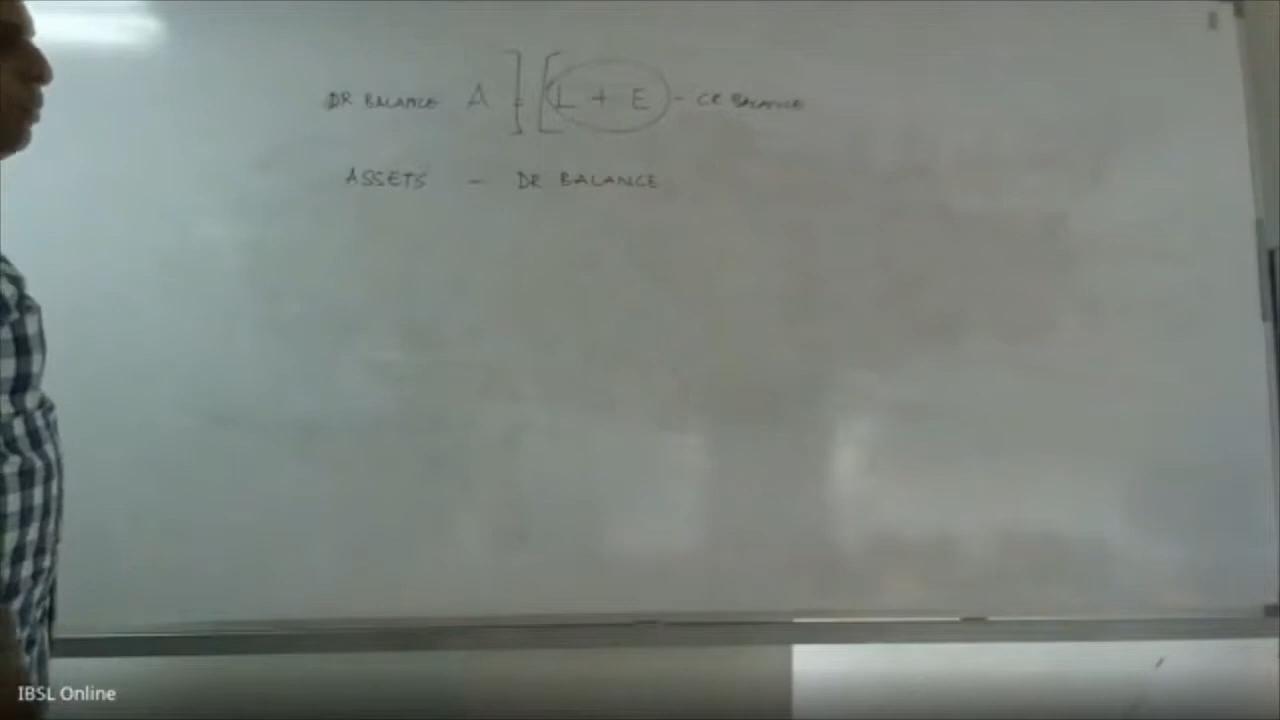 DR BALANCE A ] = [ L + E - CR BALANCE
ASSETS - DR BALANCE
IBSL Online